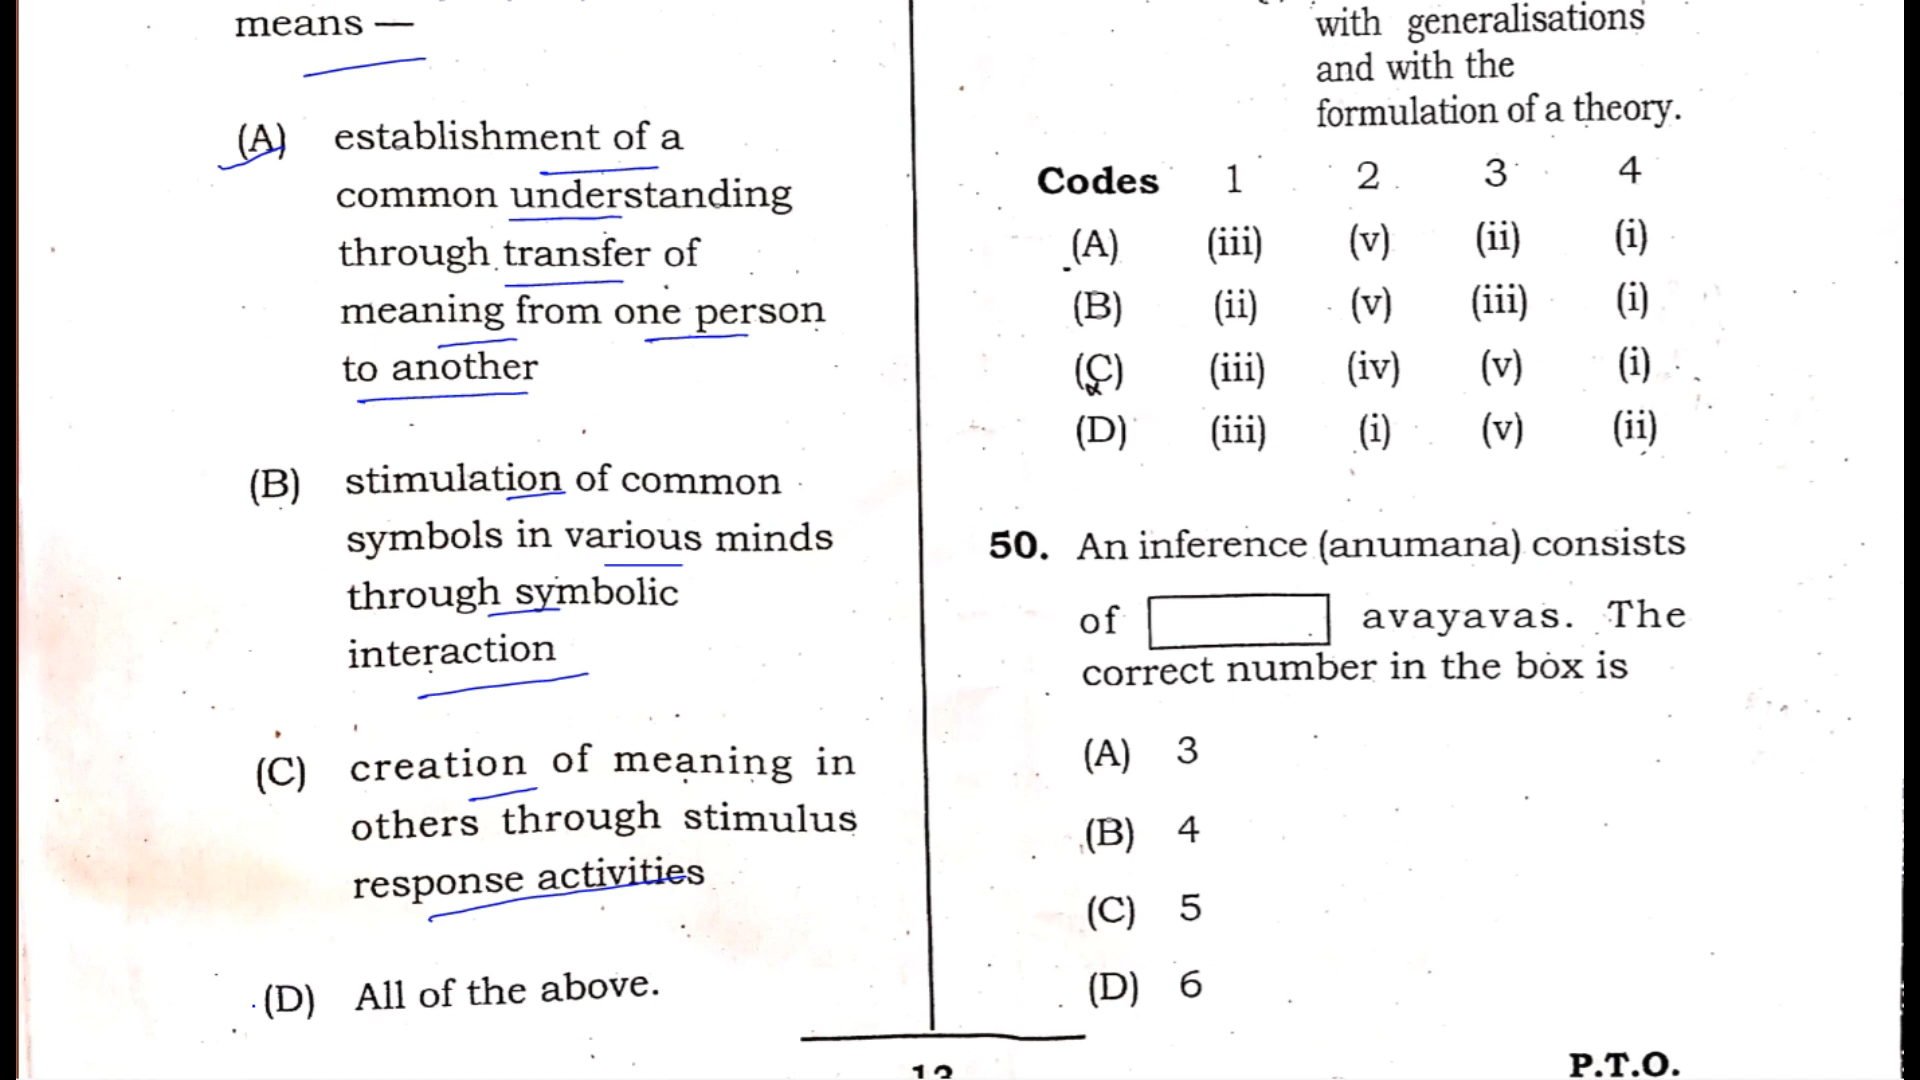 means —
(A) establishment of a
common understanding
through transfer of
meaning from one person
to another
(B) stimulation of common
symbols in various minds
through symbolic
interaction
(C) creation of meaning in
others through stimulus
response activities
(D) All of the above.
with generalisations
and with the
formulation of a theory.
Codes 1 2 3 4
(A) (iii) (v) (ii) (i)
(B) (ii) (v) (iii) (i)
(C) (iii) (iv) (v) (i)
(D) (iii) (i) (v) (ii)
50. An inference (anumana) consists
of avayavas. The
correct number in the box is
(A) 3
(B) 4
(C) 5
(D) 6
P.T.O.